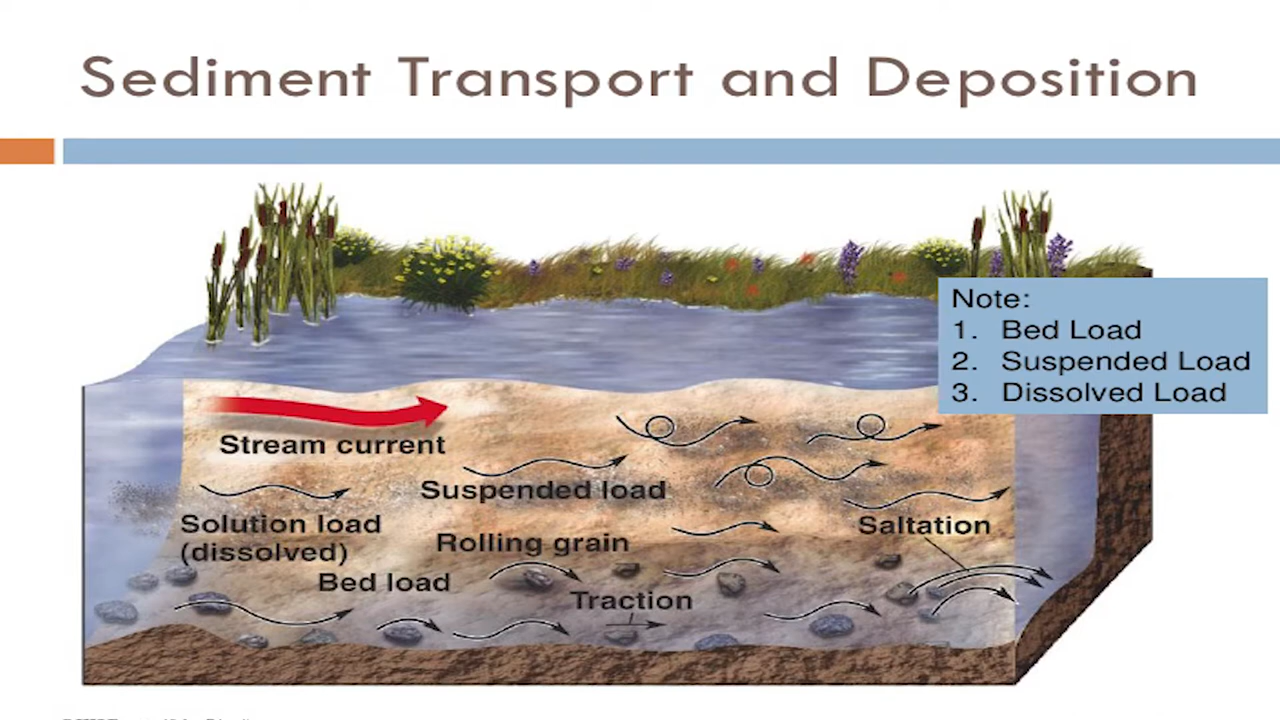 Sediment Transport and Deposition
Note:
1. Bed Load
2. Suspended Load
3. Dissolved Load
Stream current
Suspended load
Solution load
(dissolved)
Saltation
Rolling grain
Bed load
Traction